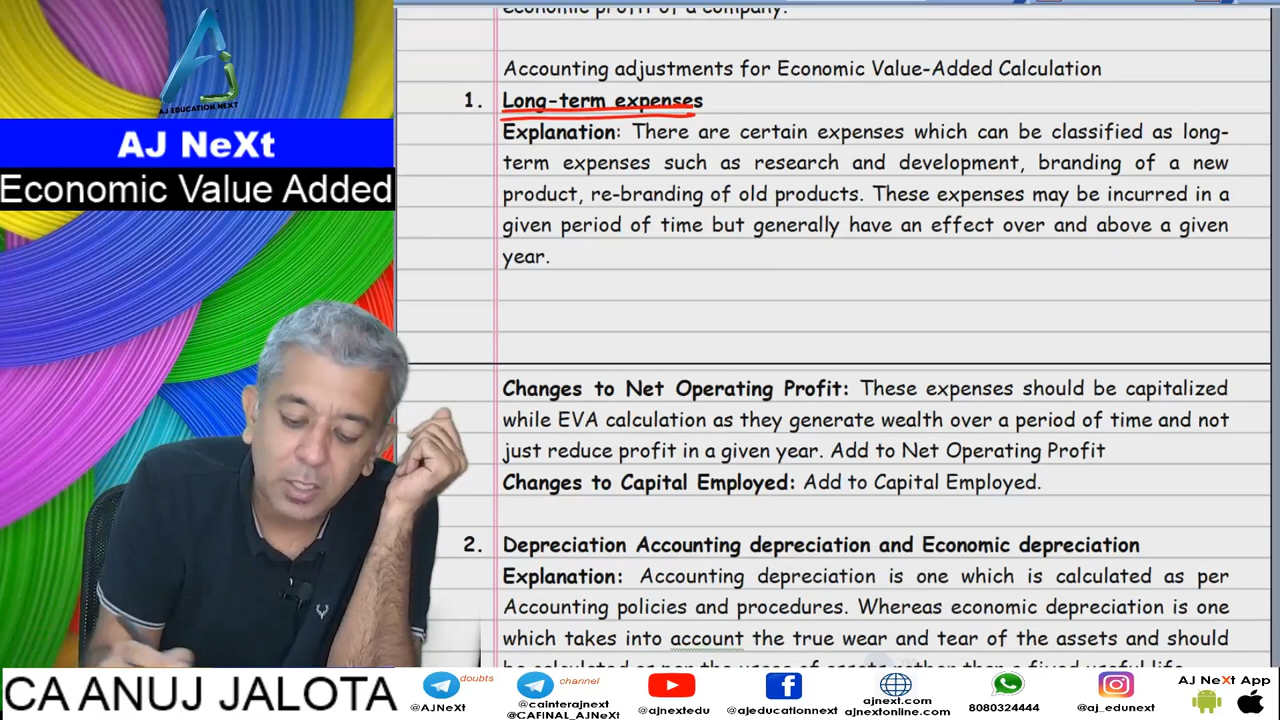 economic profit of a company.
Accounting adjustments for Economic Value-Added Calculation
1. Long-term expenses
Explanation: There are certain expenses which can be classified as long-
term expenses such as research and development, branding of a new
product, re-branding of old products. These expenses may be incurred in a
given period of time but generally have an effect over and above a given
year.
Changes to Net Operating Profit: These expenses should be capitalized
while EVA calculation as they generate wealth over a period of time and not
just reduce profit in a given year. Add to Net Operating Profit
Changes to Capital Employed: Add to Capital Employed.
2. Depreciation Accounting depreciation and Economic depreciation
Explanation: Accounting depreciation is one which is calculated as per
Accounting policies and procedures. Whereas economic depreciation is one
which takes into account the true wear and tear of the assets and should
AJ EDUCATION NEXT
AJ NeXt
Economic Value Added
CA ANUJ JALOTA
doubts
@AJNeXt
channel
@cainterajnext
@CAFINAL_AJNeXt
@ajnextedu
@ajeducationnext
ajnext.com
ajnextonline.com
8080324444
@aj_edunext
AJ NeXt App